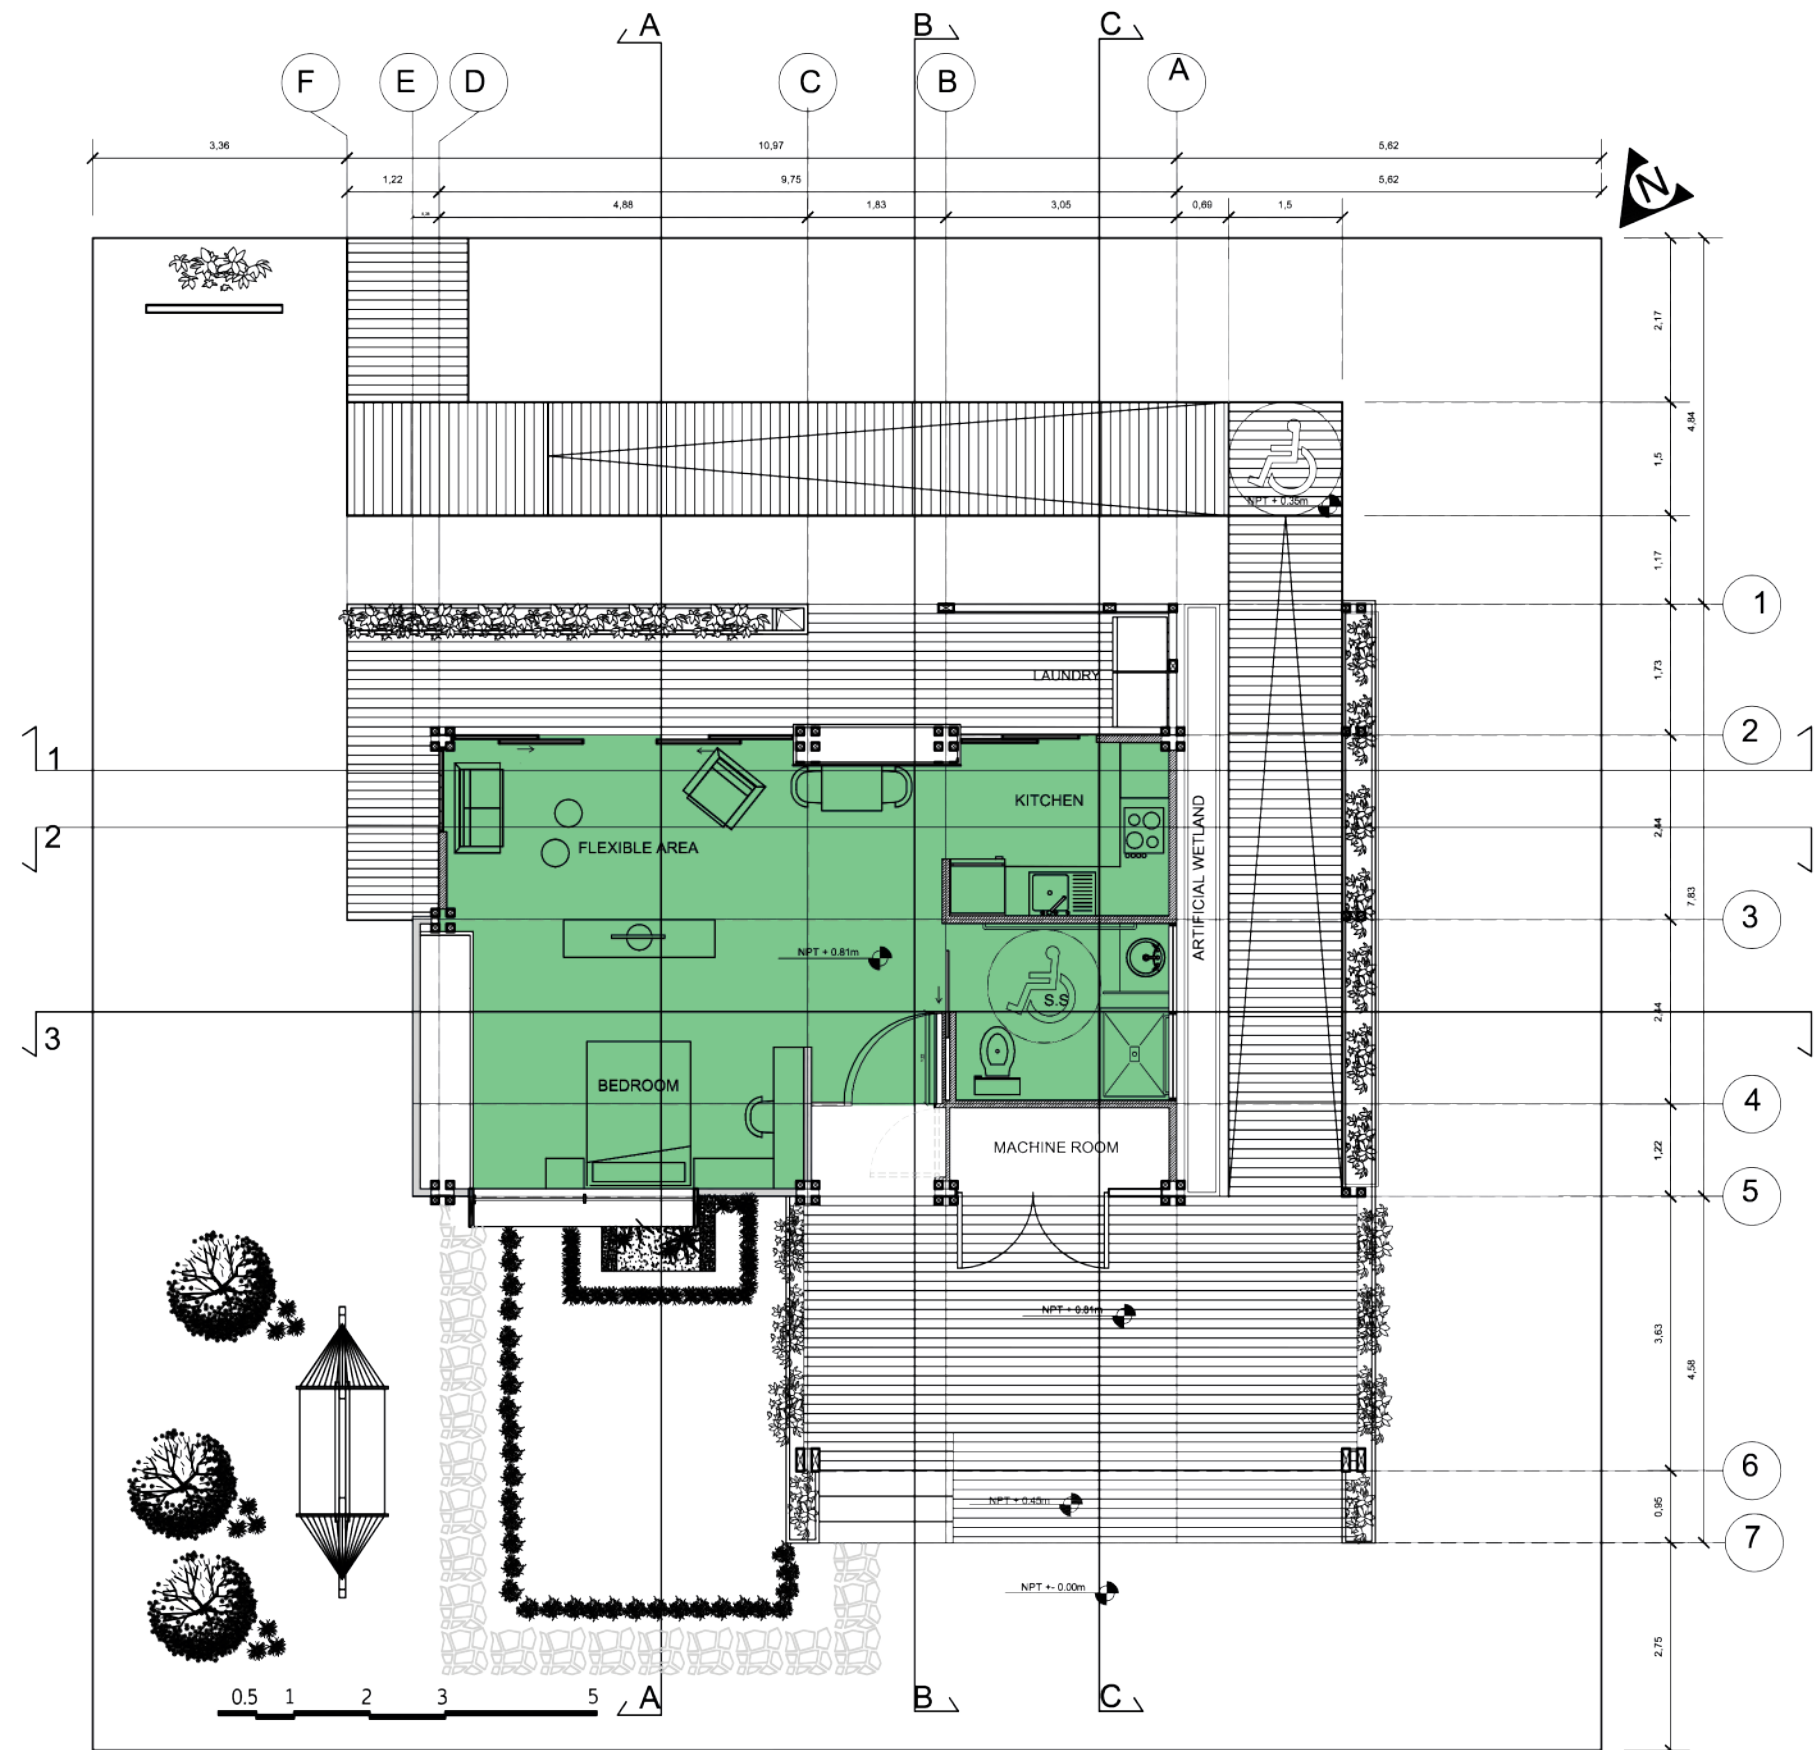 A B C
F E D C B A
3,36 10,97 5,62
1,22 9,75 5,62
4,88 1,83 3,05 0,69 1,5
N
2,17
4,84
1,5
NPT + 0.35m
1,17
1
1,73
LAUNDRY
2
1
KITCHEN
2
FLEXIBLE AREA
2,44
ARTIFICIAL WETLAND
7,83
3
NPT + 0.81m
S.S
2,44
3
BEDROOM
4
MACHINE ROOM
1,22
5
NPT + 0.81m
3,63
4,58
6
NPT + 0.45m
0,95
7
NPT +- 0.00m
2,75
0.5 1 2 3 5
A B C